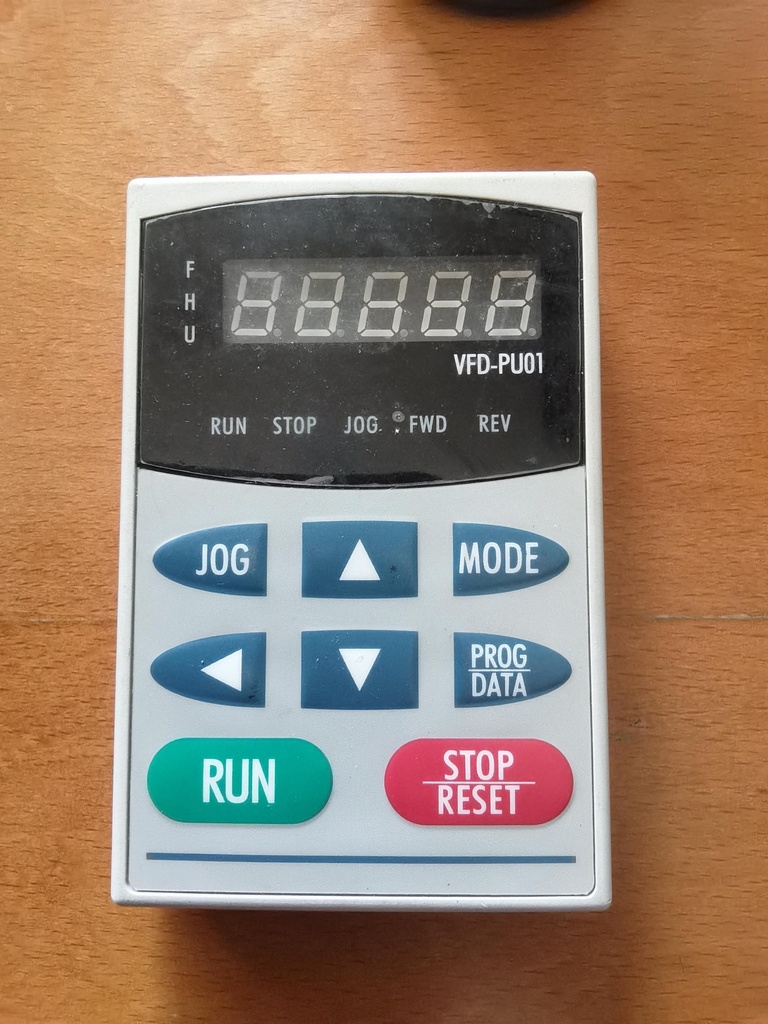 F
H
U
VFD-PU01
RUN STOP JOG FWD REV
JOG MODE
PROG
DATA
RUN
STOP
RESET